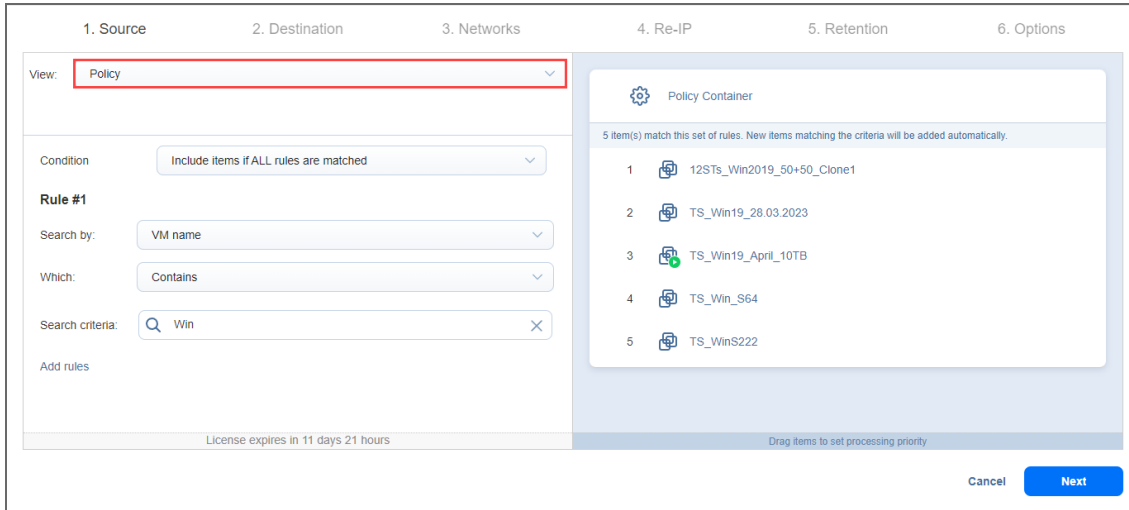 1. Source 2. Destination 3. Networks 4. Re-IP 5. Retention 6. Options
View: Policy
Condition Include items if ALL rules are matched
Rule #1
Search by: VM name
Which: Contains
Search criteria: Win
Add rules
License expires in 11 days 21 hours
Policy Container
5 item(s) match this set of rules. New items matching the criteria will be added automatically.
1 12STs_Win2019_50+50_Clone1
2 TS_Win19_28.03.2023
3 TS_Win19_April_10TB
4 TS_Win_S64
5 TS_WinS222
Drag items to set processing priority
Cancel Next